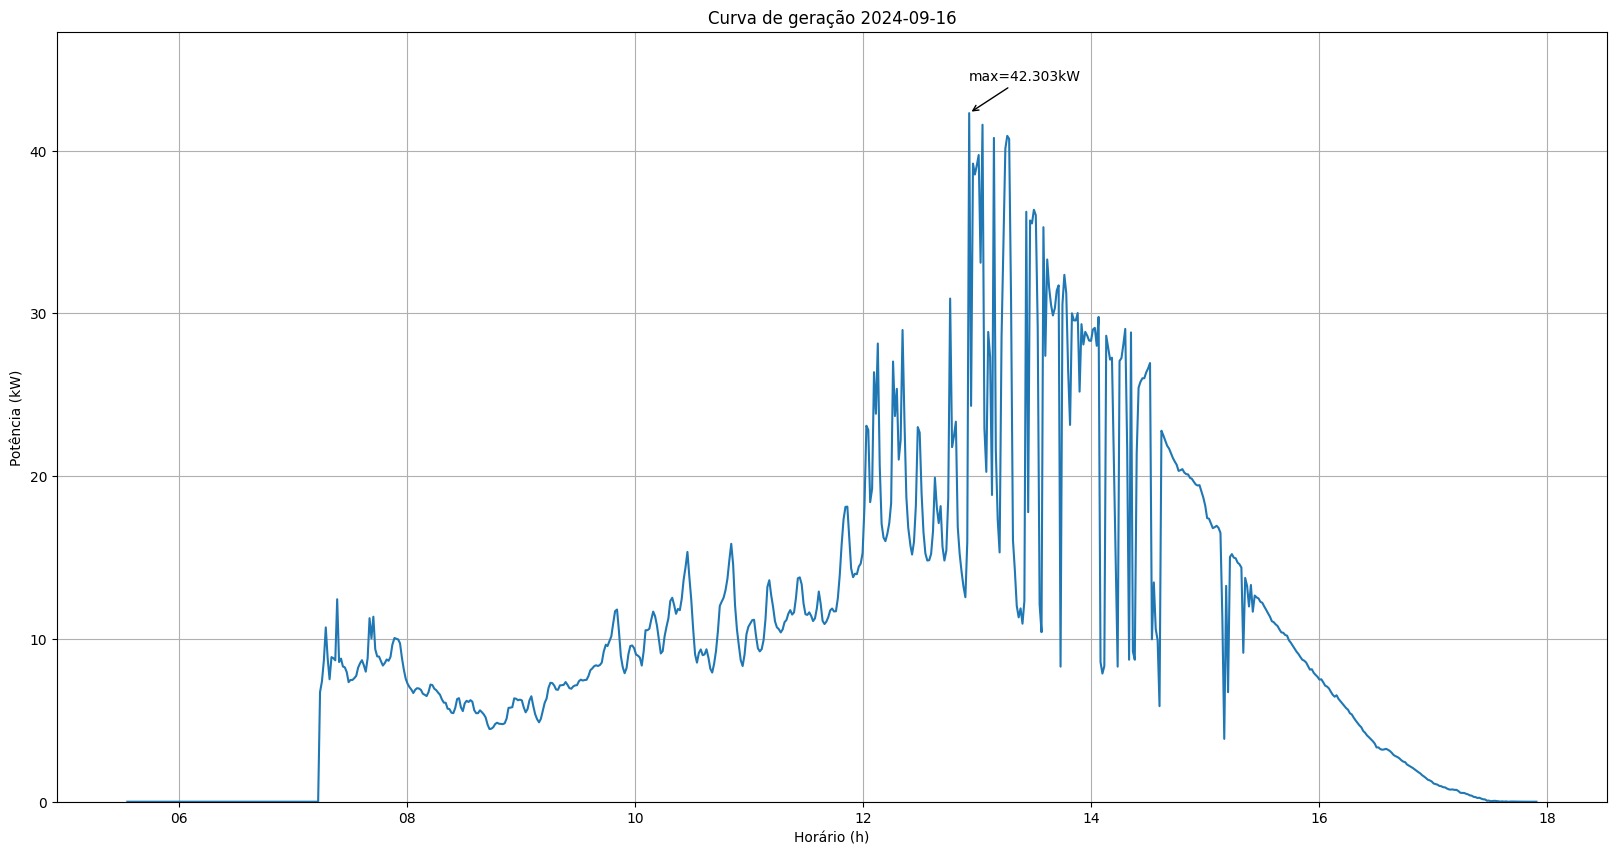 Curva de geração 2024-09-16
max=42.303kW
Potência (kW)
40
30
20
10
0
06 08 10 12 14 16 18
Horário (h)